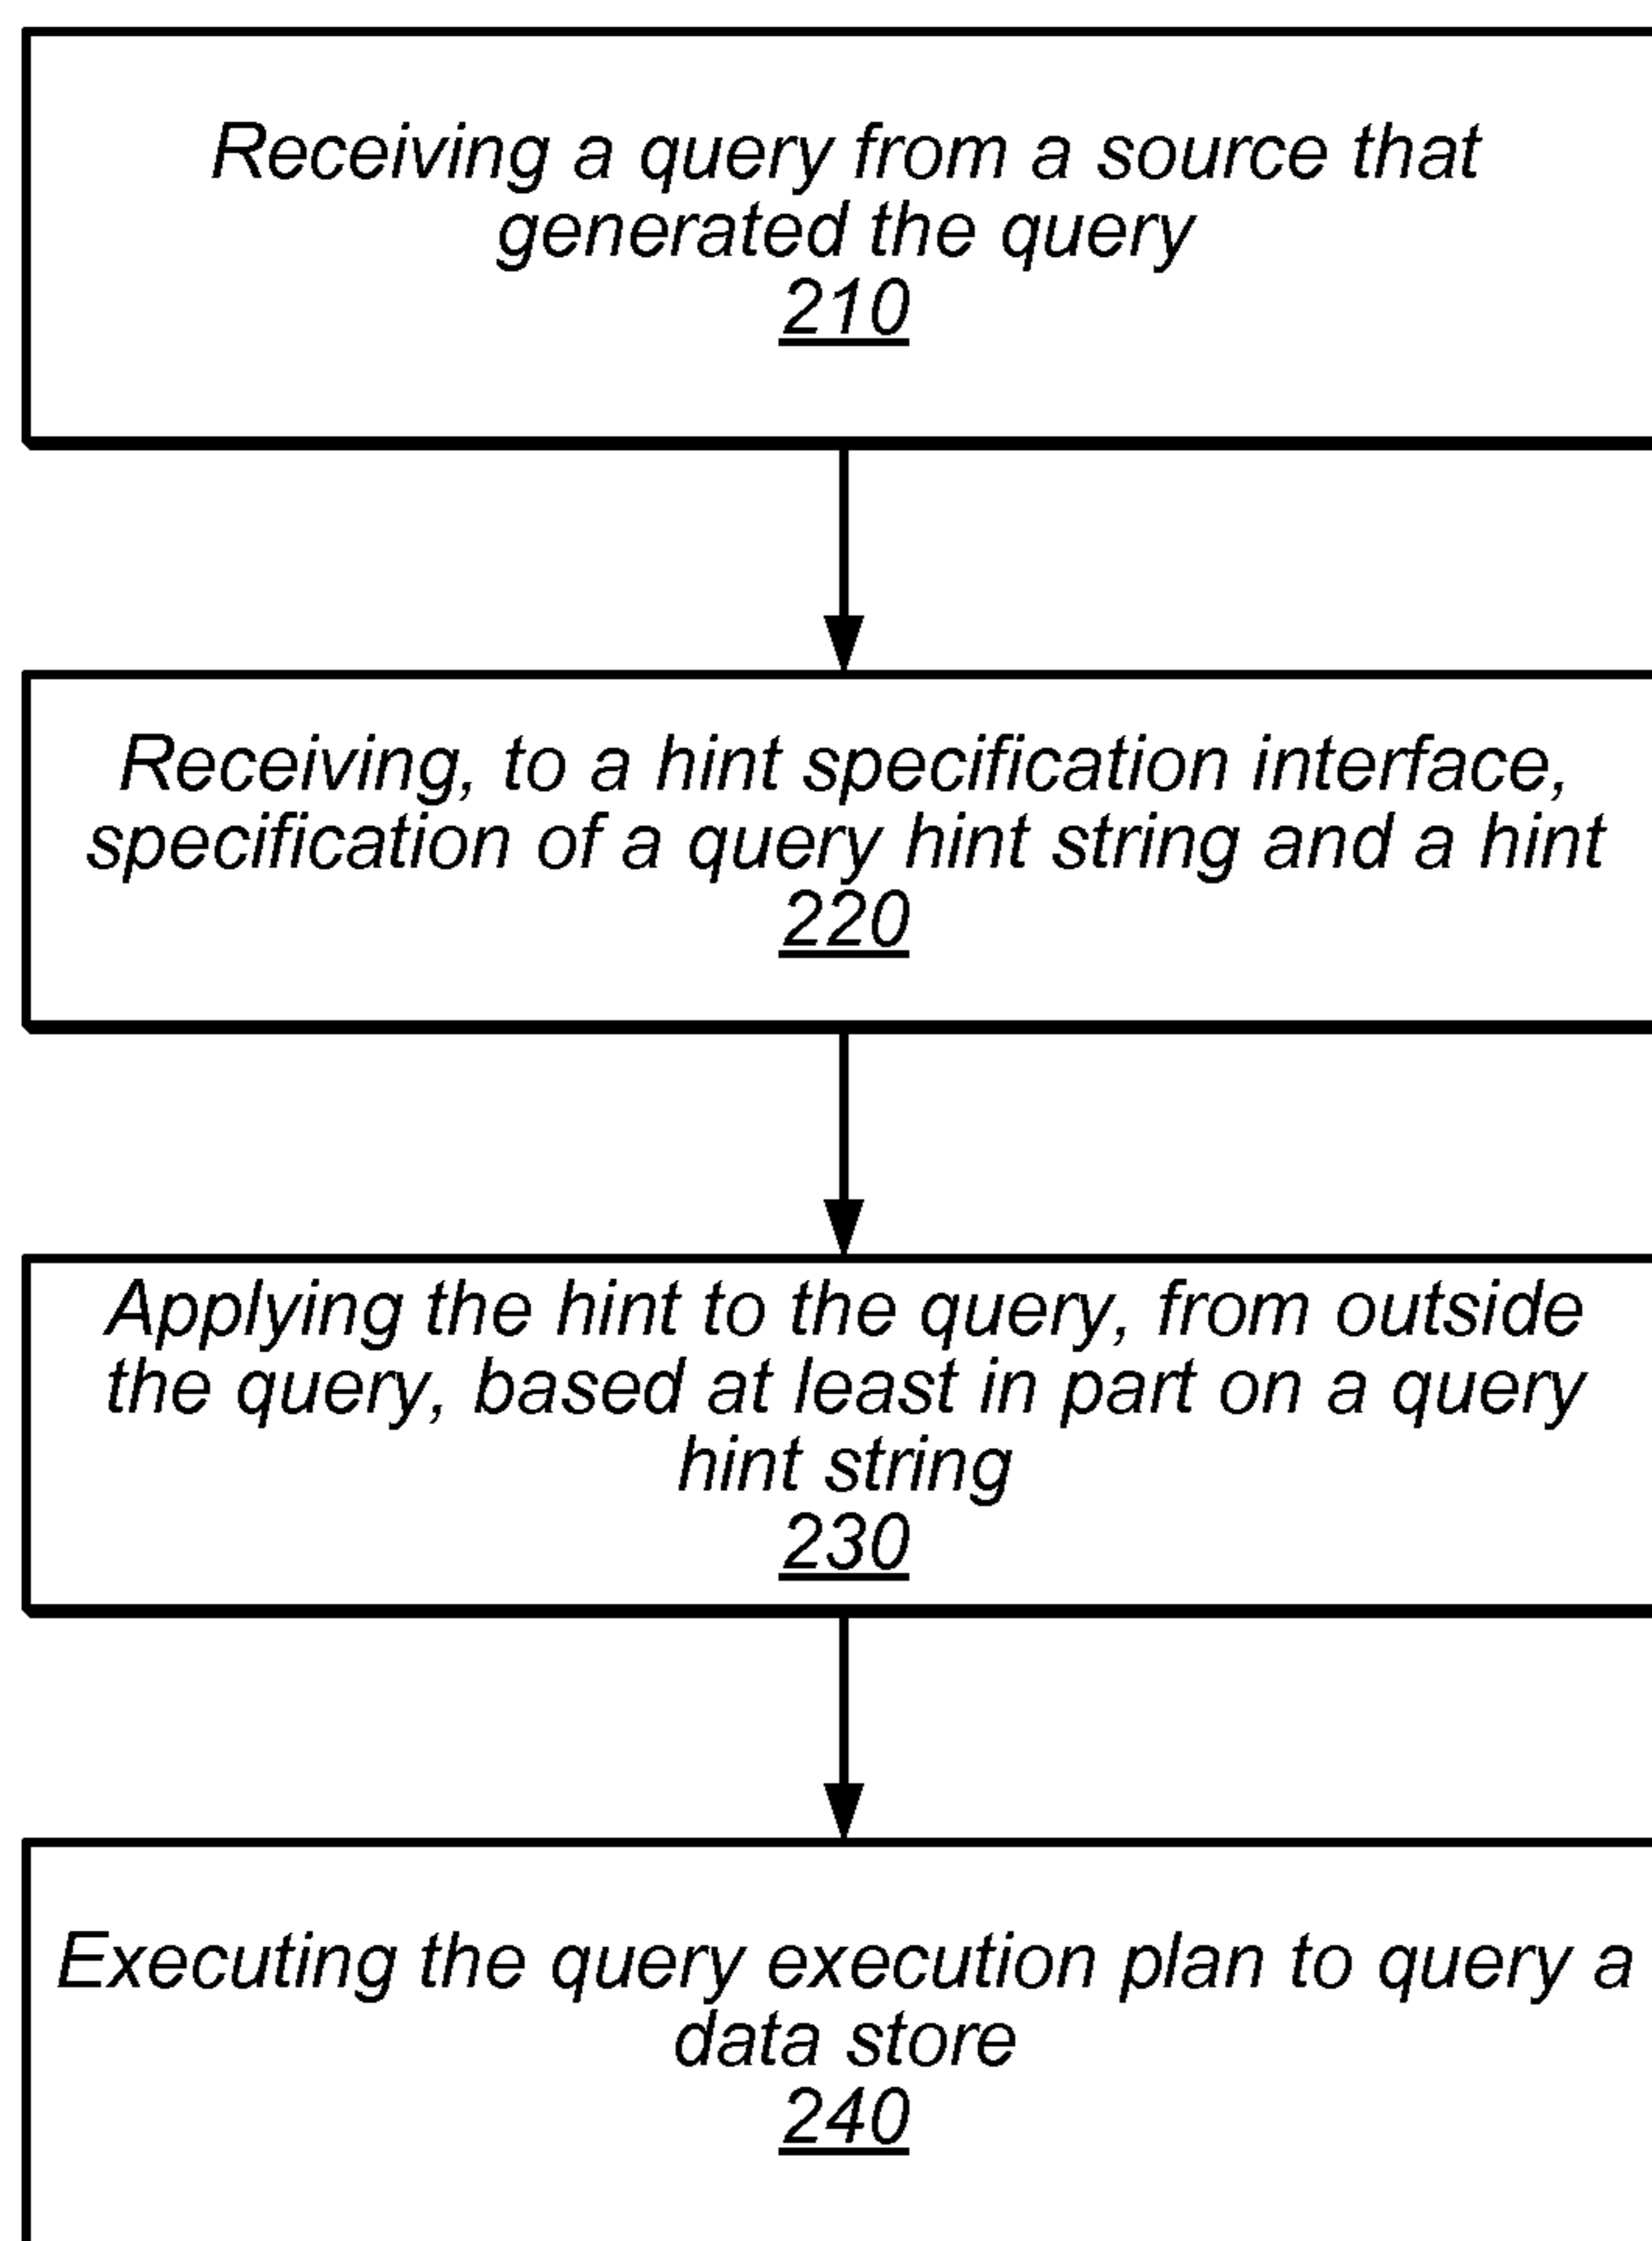 Receiving a query from a source that
generated the query
210
Receiving, to a hint specification interface,
specification of a query hint string and a hint
220
Applying the hint to the query, from outside
the query, based at least in part on a query
hint string
230
Executing the query execution plan to query a
data store
240